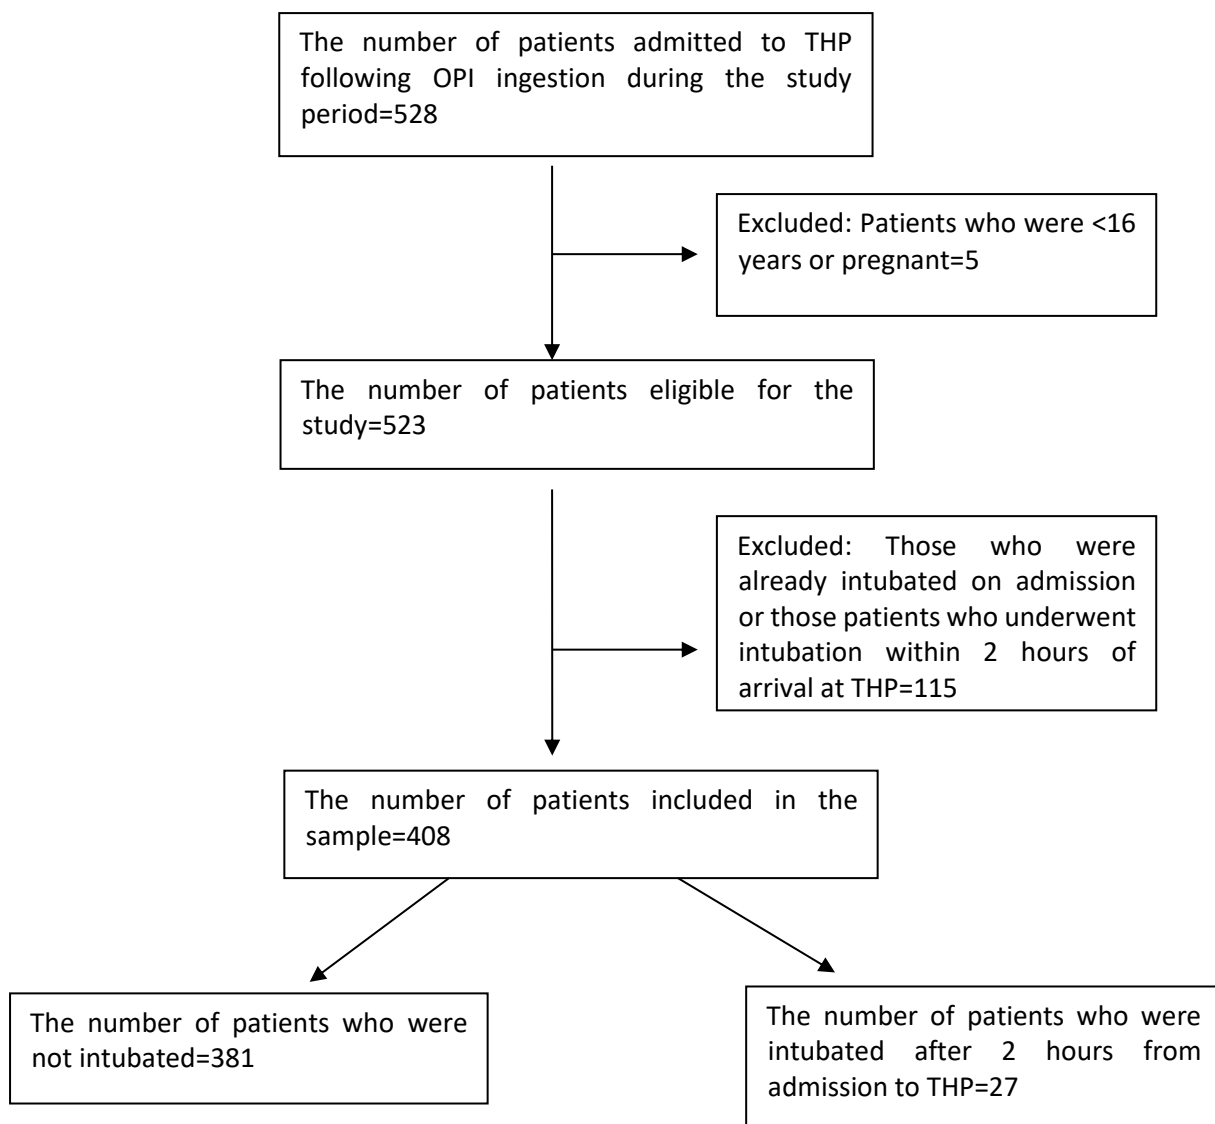 The number of patients admitted to THP
following OPI ingestion during the study
period=528
Excluded: Patients who were <16
years or pregnant=5
The number of patients eligible for the
study=523
Excluded: Those who were
already intubated on admission
or those patients who underwent
intubation within 2 hours of
arrival at THP=115
The number of patients included in the
sample=408
The number of patients who were
not intubated=381
The number of patients who were
intubated after 2 hours from
admission to THP=27